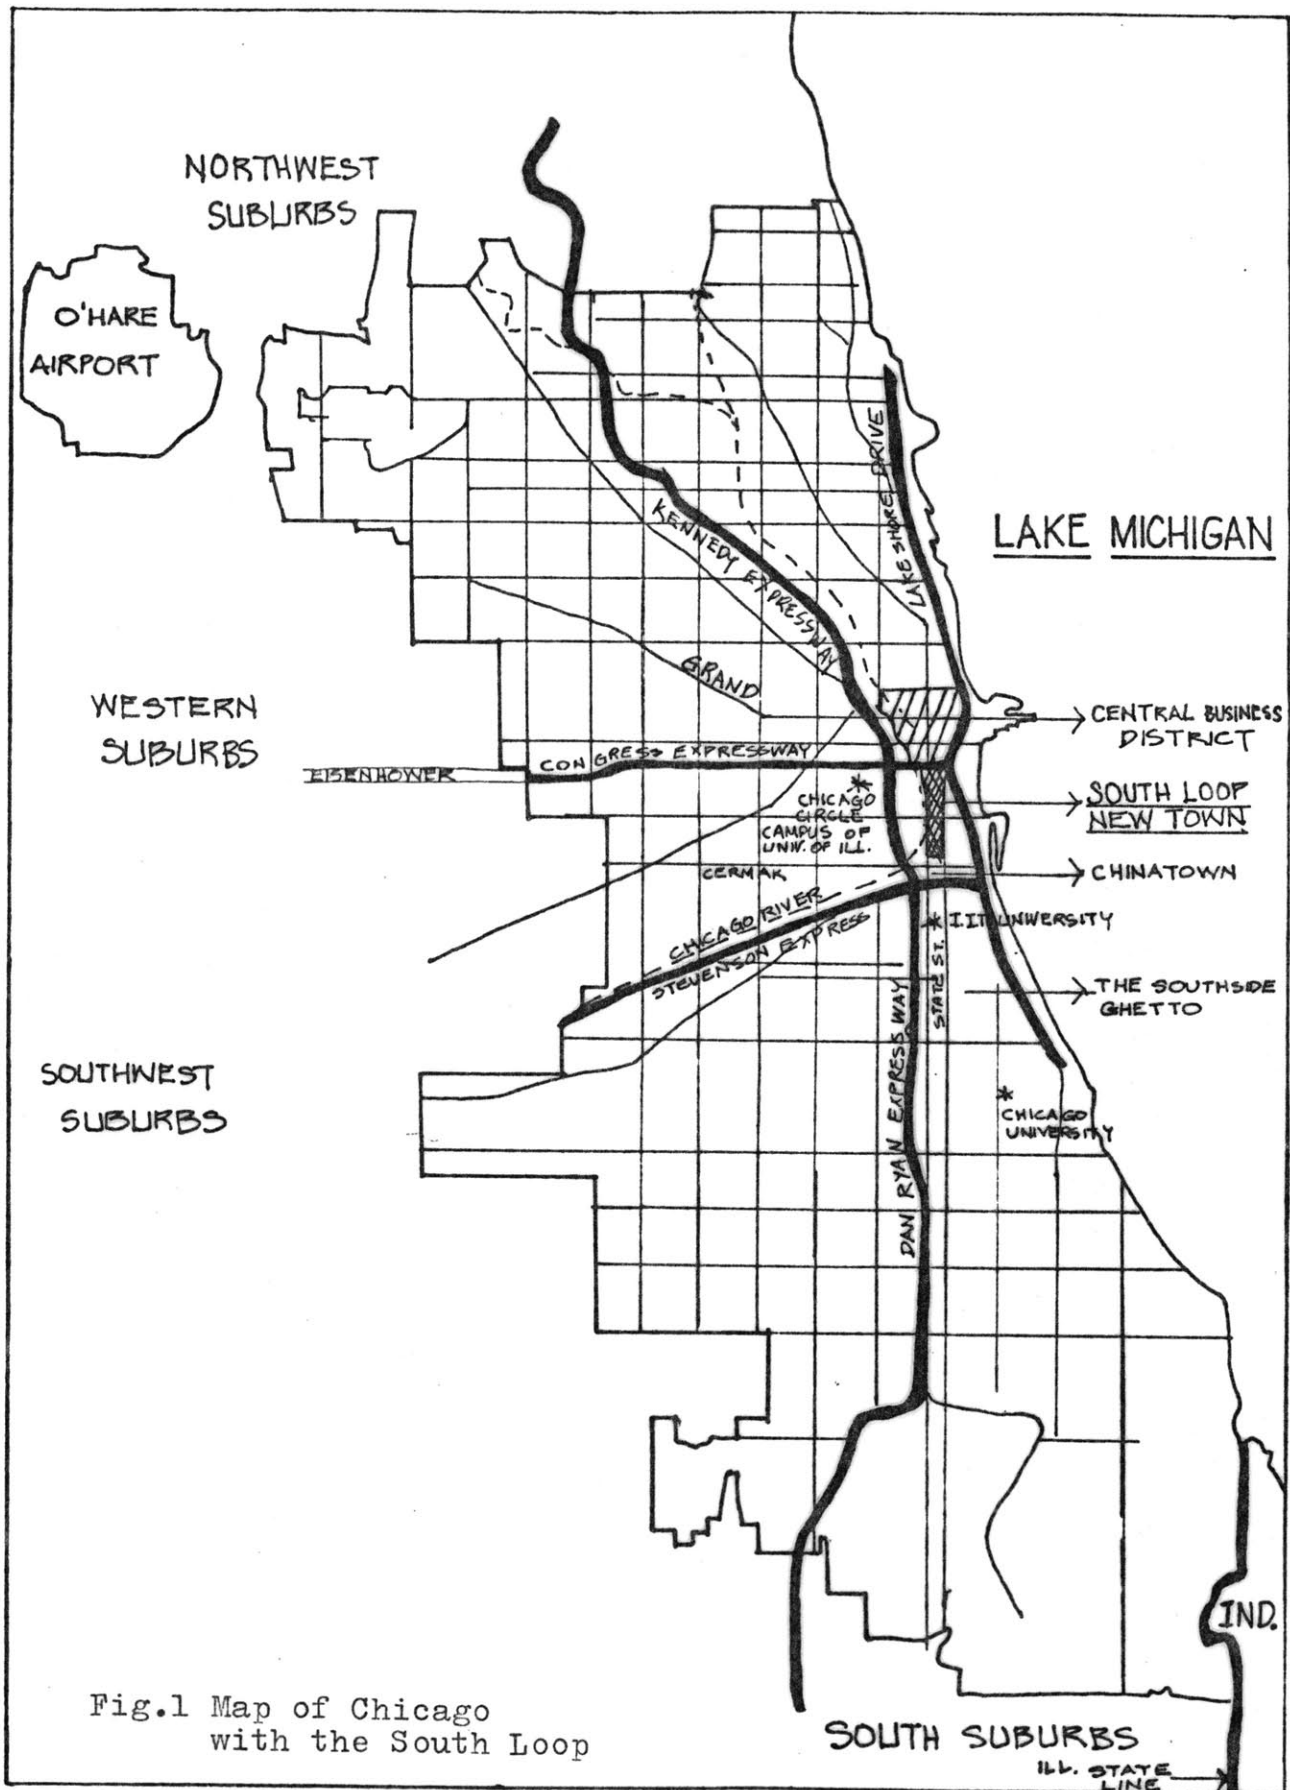 NORTHWEST
SUBURBS
O'HARE
AIRPORT
LAKE SHORE DRIVE
LAKE MICHIGAN
KENNEDY EXPRESSWAY
GRAND
WESTERN
SUBURBS
CENTRAL BUSINESS
DISTRICT
CONGRESS EXPRESSWAY
EISENHOWER
CHICAGO
CIRCLE
CAMPUS OF
UNIV. OF ILL.
SOUTH LOOP
NEW TOWN
CERMAK
CHINATOWN
CHICAGO RIVER
STEVENSON EXPRESS
I.IT UNIVERSITY
STATE ST.
THE SOUTHSIDE
GHETTO
DAN RYAN EXPRESSWAY
SOUTHWEST
SUBURBS
CHICAGO
UNIVERSITY
IND.
Fig.1 Map of Chicago
with the South Loop
SOUTH SUBURBS
ILL. STATE
LINE